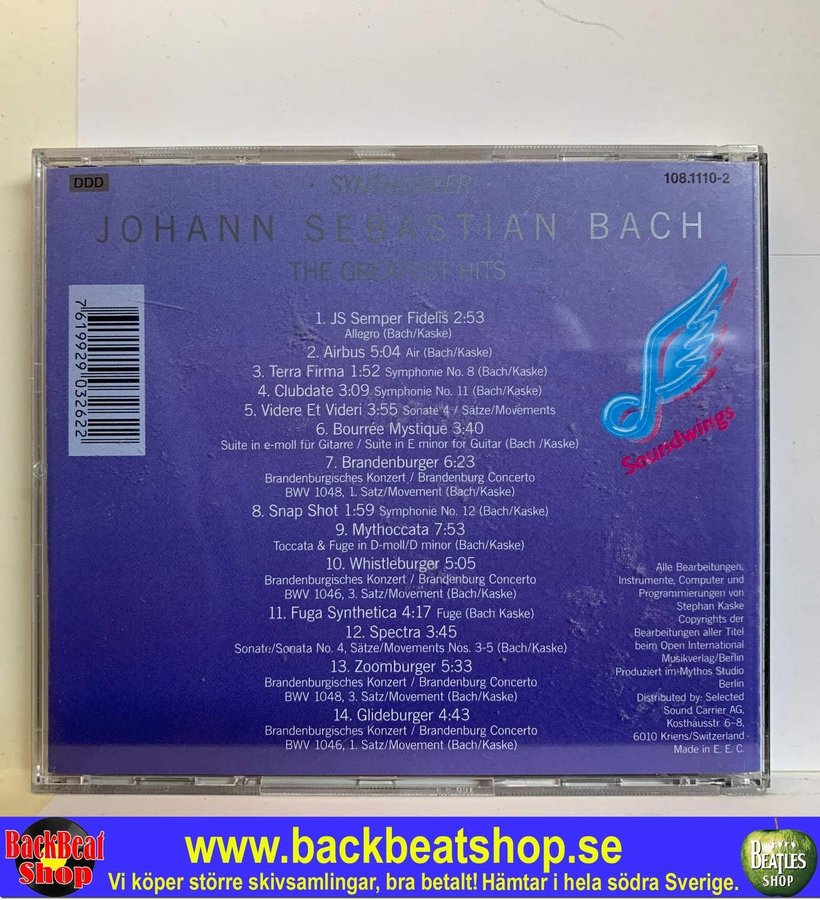 DDD
· SYNTHESIZER ·
108.1110-2
JOHANN SEBASTIAN BACH
THE GREATEST HITS
7 619929 032622
1. JS Semper Fidelis 2:53
Allegro (Bach/Kaske)
2. Airbus 5:04 Air (Bach/Kaske)
3. Terra Firma 1:52 Symphonie No. 8 (Bach/Kaske)
4. Clubdate 3:09 Symphonie No. 11 (Bach/Kaske)
5. Videre Et Videri 3:55 Sonate 4 / Sätze/Movements
6. Bourrée Mystique 3:40
Suite in e-moll für Gitarre / Suite in E minor for Guitar (Bach /Kaske)
7. Brandenburger 6:23
Brandenburgisches Konzert / Brandenburg Concerto
BWV 1048, 1. Satz/Movement (Bach/Kaske)
8. Snap Shot 1:59 Symphonie No. 12 (Bach/Kaske)
9. Mythoccata 7:53
Toccata & Fuge in D-moll/D minor (Bach/Kaske)
10. Whistleburger 5:05
Brandenburgisches Konzert / Brandenburg Concerto
BWV 1046, 3. Satz/Movement (Bach/Kaske)
11. Fuga Synthetica 4:17 Fuge (Bach Kaske)
12. Spectra 3:45
Sonate/Sonata No. 4, Sätze/Movements Nos. 3-5 (Bach/Kaske)
13. Zoomburger 5:33
Brandenburgisches Konzert / Brandenburg Concerto
BWV 1048, 3. Satz/Movement (Bach/Kaske)
14. Glideburger 4:43
Brandenburgisches Konzert / Brandenburg Concerto
BWV 1046, 1. Satz/Movement (Bach/Kaske)
Soundwings
Alle Bearbeitungen,
Instrumente, Computer und
Programmierungen von
Stephan Kaske
Copyrights der
Bearbeitungen aller Titel
beim Open International
Musikverlag/Berlin
Produziert im Mythos Studio
Berlin
Distributed by: Selected
Sound Carrier AG,
Kosthausstr. 6–8,
6010 Kriens/Switzerland
Made in E. E. C.
BackBeat
Shop
www.backbeatshop.se
Vi köper större skivsamlingar, bra betalt! Hämtar i hela södra Sverige.
BEATLES
SHOP